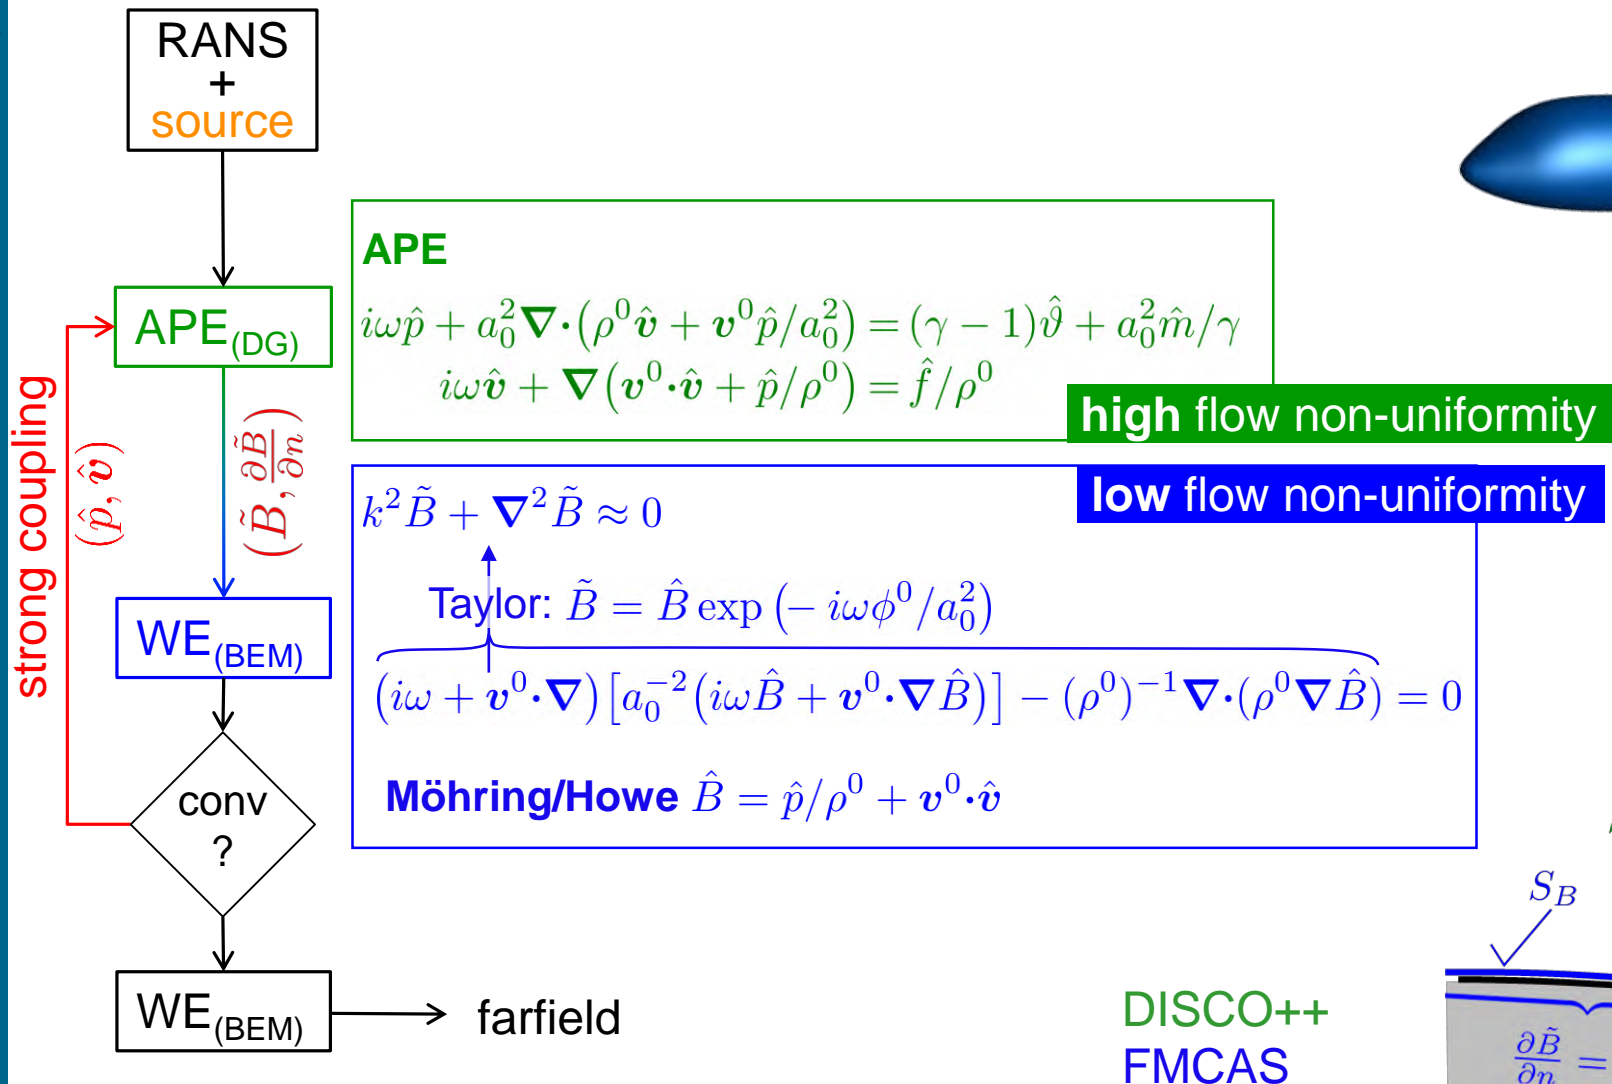 RANS
+
source
APE(DG)
strong coupling
(p̂, v̂)
(B̃, ∂B̃/∂n)
WE(BEM)
conv
?
WE(BEM)
farfield
APE
iωp̂ + a₀²∇·(ρ⁰v̂ + v⁰p̂/a₀²) = (γ − 1)ϑ̂ + a₀²m̂/γ
iωv̂ + ∇(v⁰·v̂ + p̂/ρ⁰) = f̂/ρ⁰
high flow non-uniformity
low flow non-uniformity
k²B̃ + ∇²B̃ ≈ 0
Taylor: B̃ = B̂ exp (− iωϕ⁰/a₀²)
(iω + v⁰·∇)[a₀⁻²(iωB̂ + v⁰·∇B̂)] − (ρ⁰)⁻¹∇·(ρ⁰∇B̂) = 0
Möhring/Howe B̂ = p̂/ρ⁰ + v⁰·v̂
S_B
∂B̃/∂n =
DISCO++
FMCAS